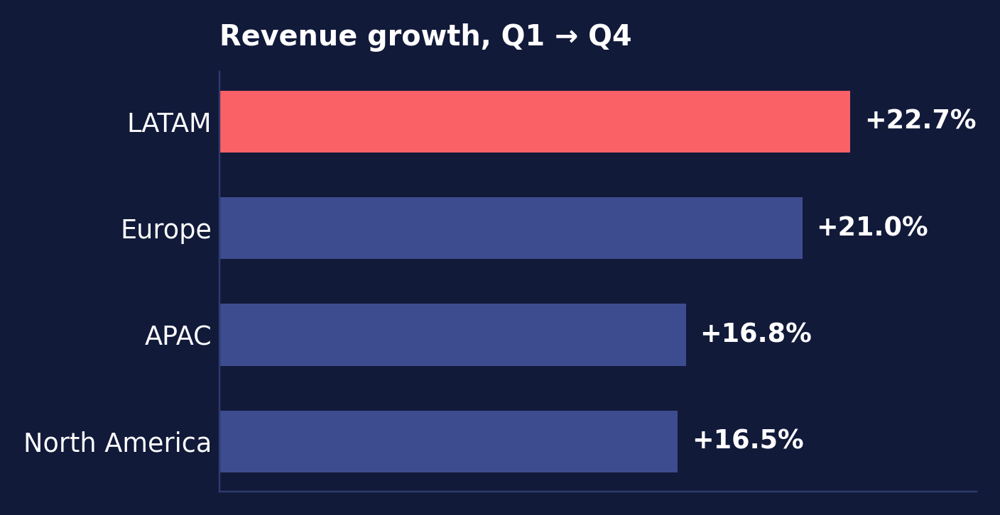 Revenue growth, Q1 → Q4
LATAM +22.7%
Europe +21.0%
APAC +16.8%
North America +16.5%